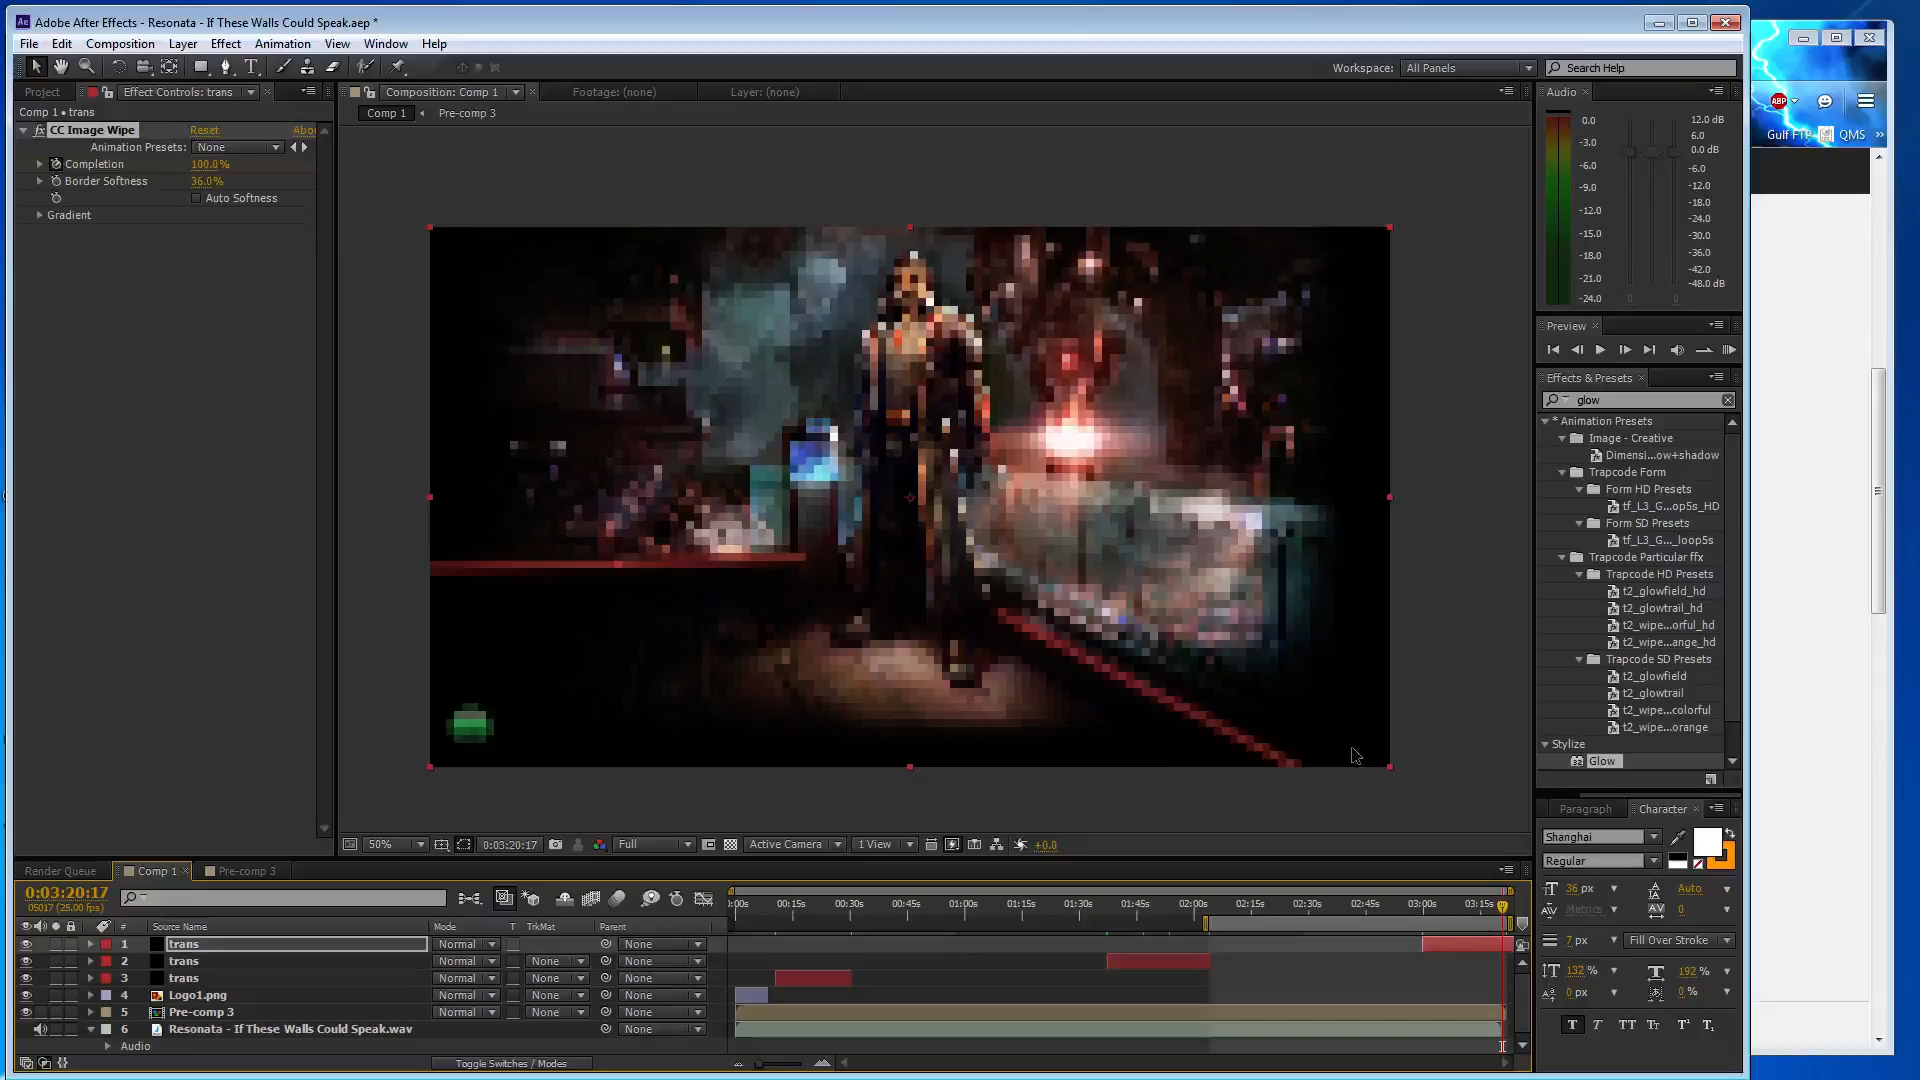 Adobe After Effects - Resonata - If These Walls Could Speak.aep *
File Edit Composition Layer Effect Animation View Window Help
Workspace: All Panels Search Help
Project Effect Controls: trans Composition: Comp 1 Footage: (none) Layer: (none) Audio
Comp 1 • trans Comp 1 Pre-comp 3
CC Image Wipe Reset Abo
Animation Presets: None
Completion 100.0%
Border Softness 36.0%
Auto Softness
Gradient
0.0 12.0 dB
-3.0 6.0
-6.0 0.0 dB
-9.0 -6.0
-12.0 -12.0
-15.0 -18.0
-18.0 -24.0
-21.0 -30.0
-24.0 -36.0
-42.0
-48.0 dB
0 0
Preview
Effects & Presets
glow
* Animation Presets
Image - Creative
Dimensi...ow+shadow
Trapcode Form
Form HD Presets
tf_L3_G...op5s_HD
Form SD Presets
tf_L3_G..._loop5s
Trapcode Particular ffx
Trapcode HD Presets
t2_glowfield_hd
t2_glowtrail_hd
t2_wipe...orful_hd
t2_wipe...ange_hd
Trapcode SD Presets
t2_glowfield
t2_glowtrail
t2_wipe...colorful
t2_wipe...orange
Stylize
32 Glow
Paragraph Character
Shanghai
Regular
36 px Auto
Metrics 0
7 px Fill Over Stroke
132 % 192 %
0 px 0 %
T T TT Tr T¹ T₁
50% 0:03:20:17 Full Active Camera 1 View +0.0
Render Queue Comp 1 Pre-comp 3
0:03:20:17
05017 (25.00 fps)
:00s 00:15s 00:30s 00:45s 01:00s 01:15s 01:30s 01:45s 02:00s 03:00s 03:15s
# Source Name Mode T TrkMat Parent
1 trans Normal None
2 trans Normal None None
3 trans Normal None None
4 Logo1.png Normal None None
5 Pre-comp 3 Normal None None
6 Resonata - If These Walls Could Speak.wav None
Audio
Toggle Switches / Modes
ABP
Gulf FTP QMS »